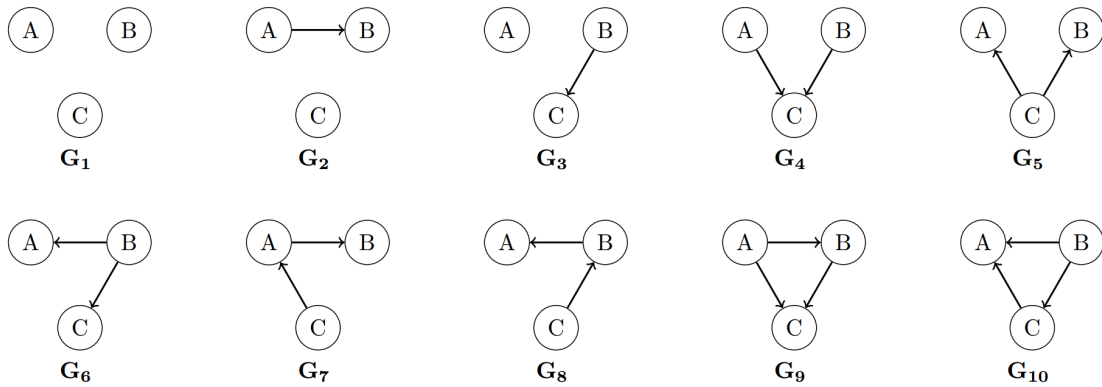 A B A B A B A B A B
C C C C C
G₁ G₂ G₃ G₄ G₅
A B A B A B A B A B
C C C C C
G₆ G₇ G₈ G₉ G₁₀